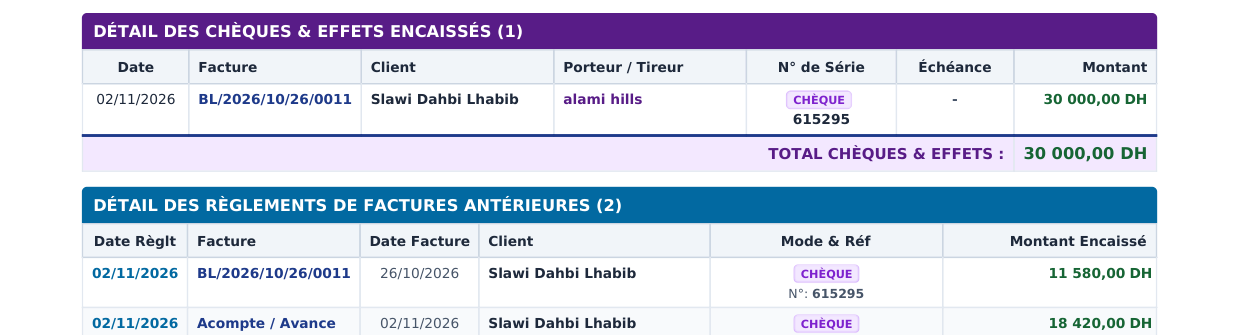 DÉTAIL DES CHÈQUES & EFFETS ENCAISSÉS (1)
Date Facture Client Porteur / Tireur N° de Série Échéance Montant
02/11/2026 BL/2026/10/26/0011 Slawi Dahbi Lhabib alami hills CHÈQUE - 30 000,00 DH
615295
TOTAL CHÈQUES & EFFETS : 30 000,00 DH
DÉTAIL DES RÈGLEMENTS DE FACTURES ANTÉRIEURES (2)
Date Règlt Facture Date Facture Client Mode & Réf Montant Encaissé
02/11/2026 BL/2026/10/26/0011 26/10/2026 Slawi Dahbi Lhabib CHÈQUE 11 580,00 DH
N°: 615295
02/11/2026 Acompte / Avance 02/11/2026 Slawi Dahbi Lhabib CHÈQUE 18 420,00 DH